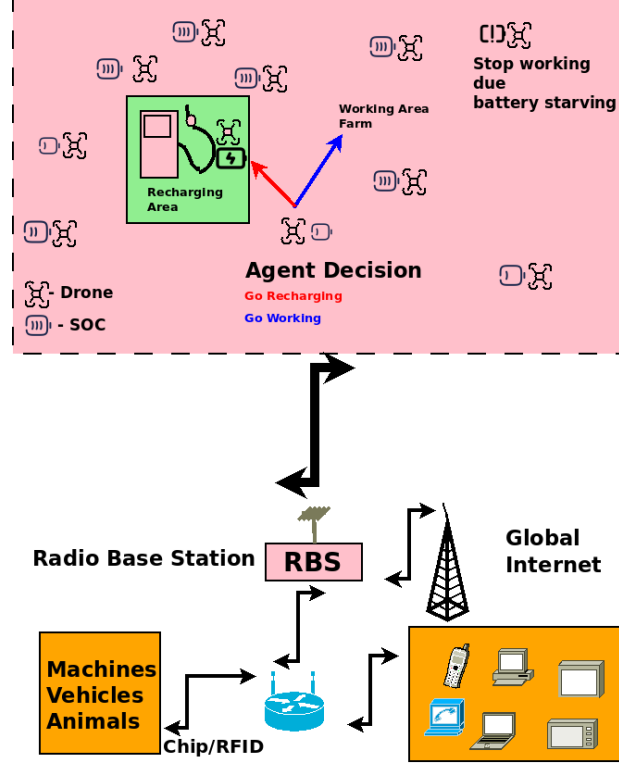 (!)
Stop working
due
battery starving
Working Area
Farm
Recharging
Area
Agent Decision
Go Recharging
Go Working
- Drone
- SOC
Radio Base Station
RBS
Global
Internet
Machines
Vehicles
Animals
Chip/RFID